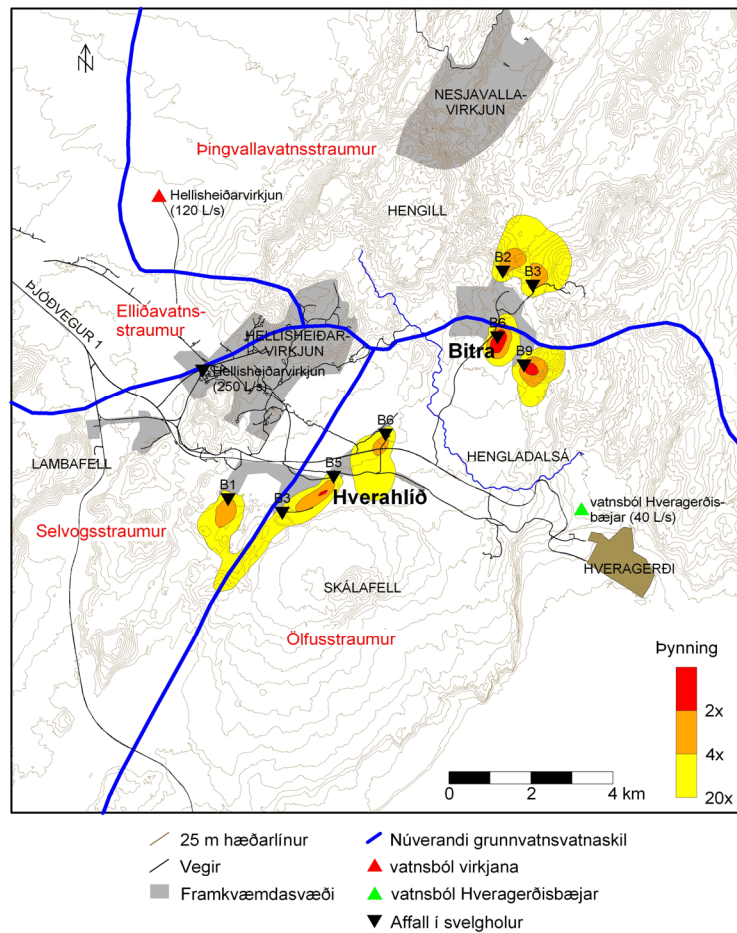 N
NESJAVALLA-
VIRKJUN
Þingvallavatnsstraumur
Hellisheiðarvirkjun
(120 L/s)
HENGILL
B2
B3
ÞJÓÐVEGUR 1
Elliðavatns-
straumur
HELLISHEIÐAR-
VIRKJUN
B6
Bitra
B9
Hellisheiðarvirkjun
(250 L/s)
B6
LAMBAFELL
HENGLADALSÁ
B5
B1
B3
Hverahlíð
vatnsból Hveragerðis-
bæjar (40 L/s)
Selvogsstraumur
HVERAGERÐI
SKÁLAFELL
Ölfusstraumur
Þynning
2x
4x
20x
0 2 4 km
25 m hæðarlínur
Vegir
Framkvæmdasvæði
Núverandi grunnvatnsvatnaskil
vatnsból virkjana
vatnsból Hveragerðisbæjar
Affall í svelgholur